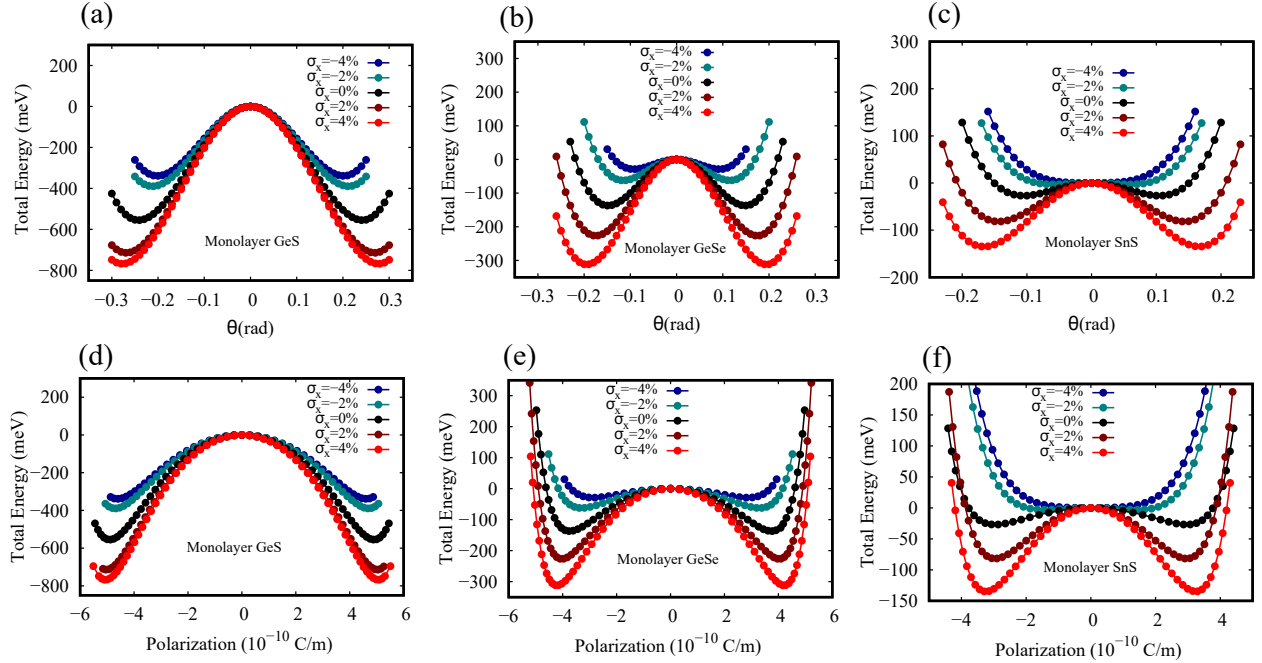 (a)
Total Energy (meV)
200
0
−200
−400
−600
−800
σx=−4%
σx=−2%
σx=0%
σx=2%
σx=4%
Monolayer GeS
−0.3
−0.2
−0.1
0
0.1
0.2
0.3
θ(rad)
(b)
Total Energy (meV)
300
200
100
0
−100
−200
−300
σx=−4%
σx=−2%
σx=0%
σx=2%
σx=4%
Monolayer GeSe
−0.3
−0.2
−0.1
0
0.1
0.2
0.3
θ(rad)
(c)
Total Energy (meV)
300
200
100
0
−100
−200
σx=−4%
σx=−2%
σx=0%
σx=2%
σx=4%
Monolayer SnS
−0.2
−0.1
0
0.1
0.2
θ(rad)
(d)
Total Energy (meV)
200
0
−200
−400
−600
−800
σx=−4%
σx=−2%
σx=0%
σx=2%
σx=4%
Monolayer GeS
−6
−4
−2
0
2
4
6
Polarization (10⁻¹⁰ C/m)
(e)
Total Energy (meV)
300
200
100
0
−100
−200
−300
σx=−4%
σx=−2%
σx=0%
σx=2%
σx=4%
Monolayer GeSe
−6
−4
−2
0
2
4
6
Polarization (10⁻¹⁰ C/m)
(f)
Total Energy (meV)
200
150
100
50
0
−50
−100
−150
σx=−4%
σx=−2%
σx=0%
σx=2%
σx=4%
Monolayer SnS
−4
−2
0
2
4
Polarization (10⁻¹⁰ C/m)